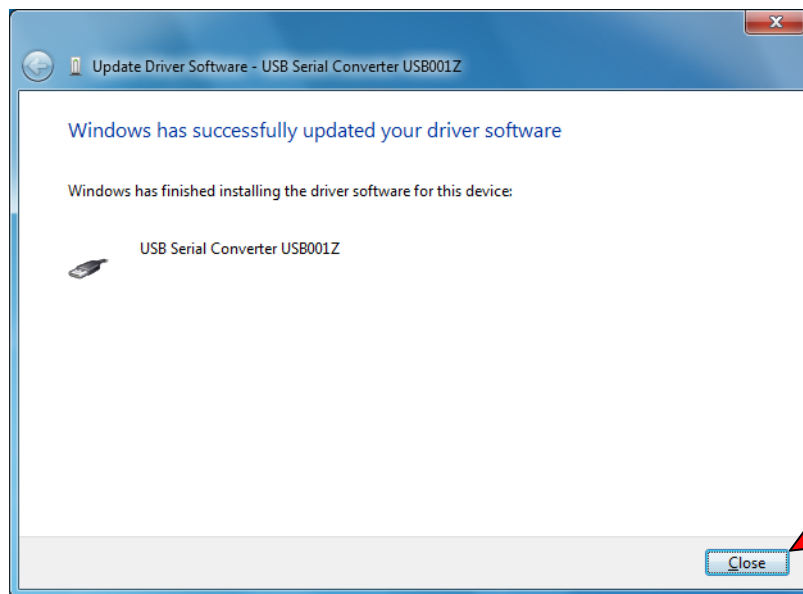 Update Driver Software - USB Serial Converter USB001Z
Windows has successfully updated your driver software
Windows has finished installing the driver software for this device:
USB Serial Converter USB001Z
Close